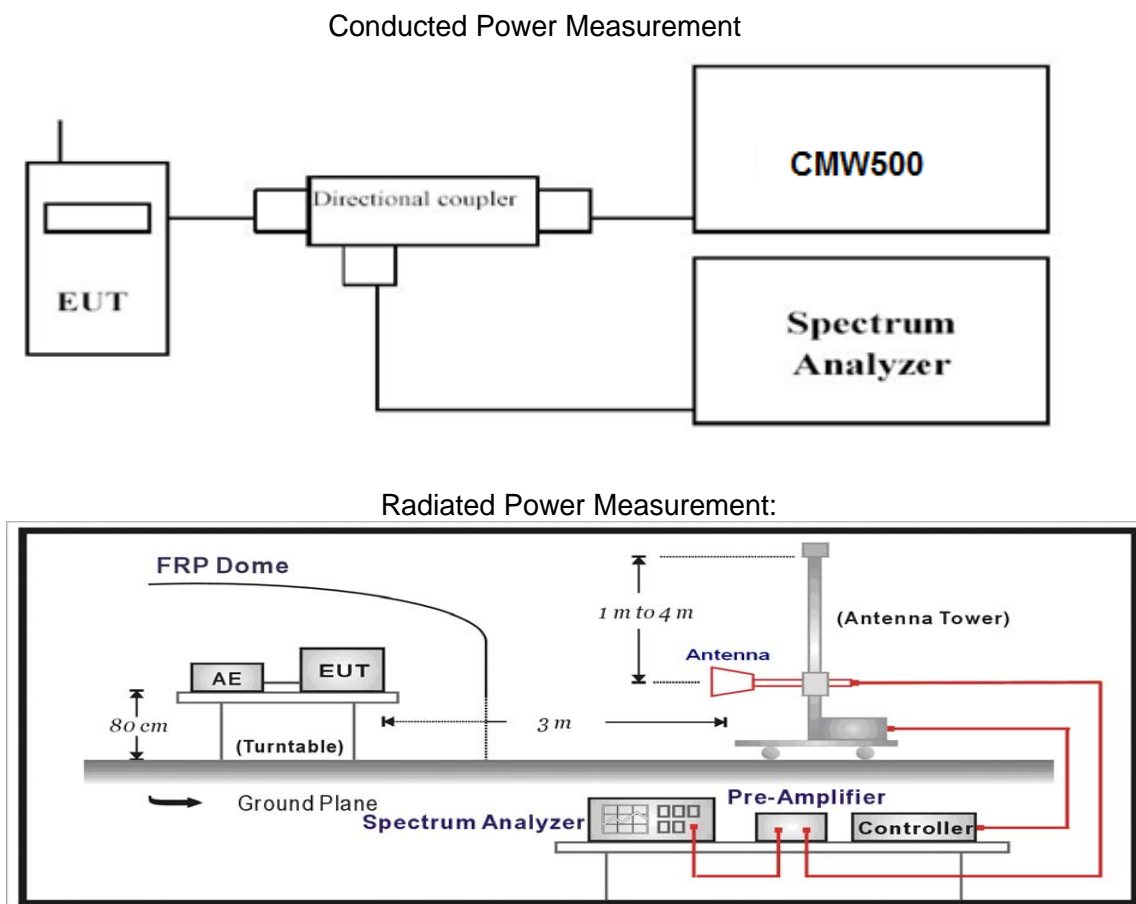 Conducted Power Measurement
CMW500
Directional coupler
EUT
Spectrum
Analyzer
Radiated Power Measurement:
FRP Dome
1 m to 4 m
(Antenna Tower)
Antenna
AE
EUT
80 cm
3 m
(Turntable)
Ground Plane
Pre-Amplifier
Spectrum Analyzer
Controller